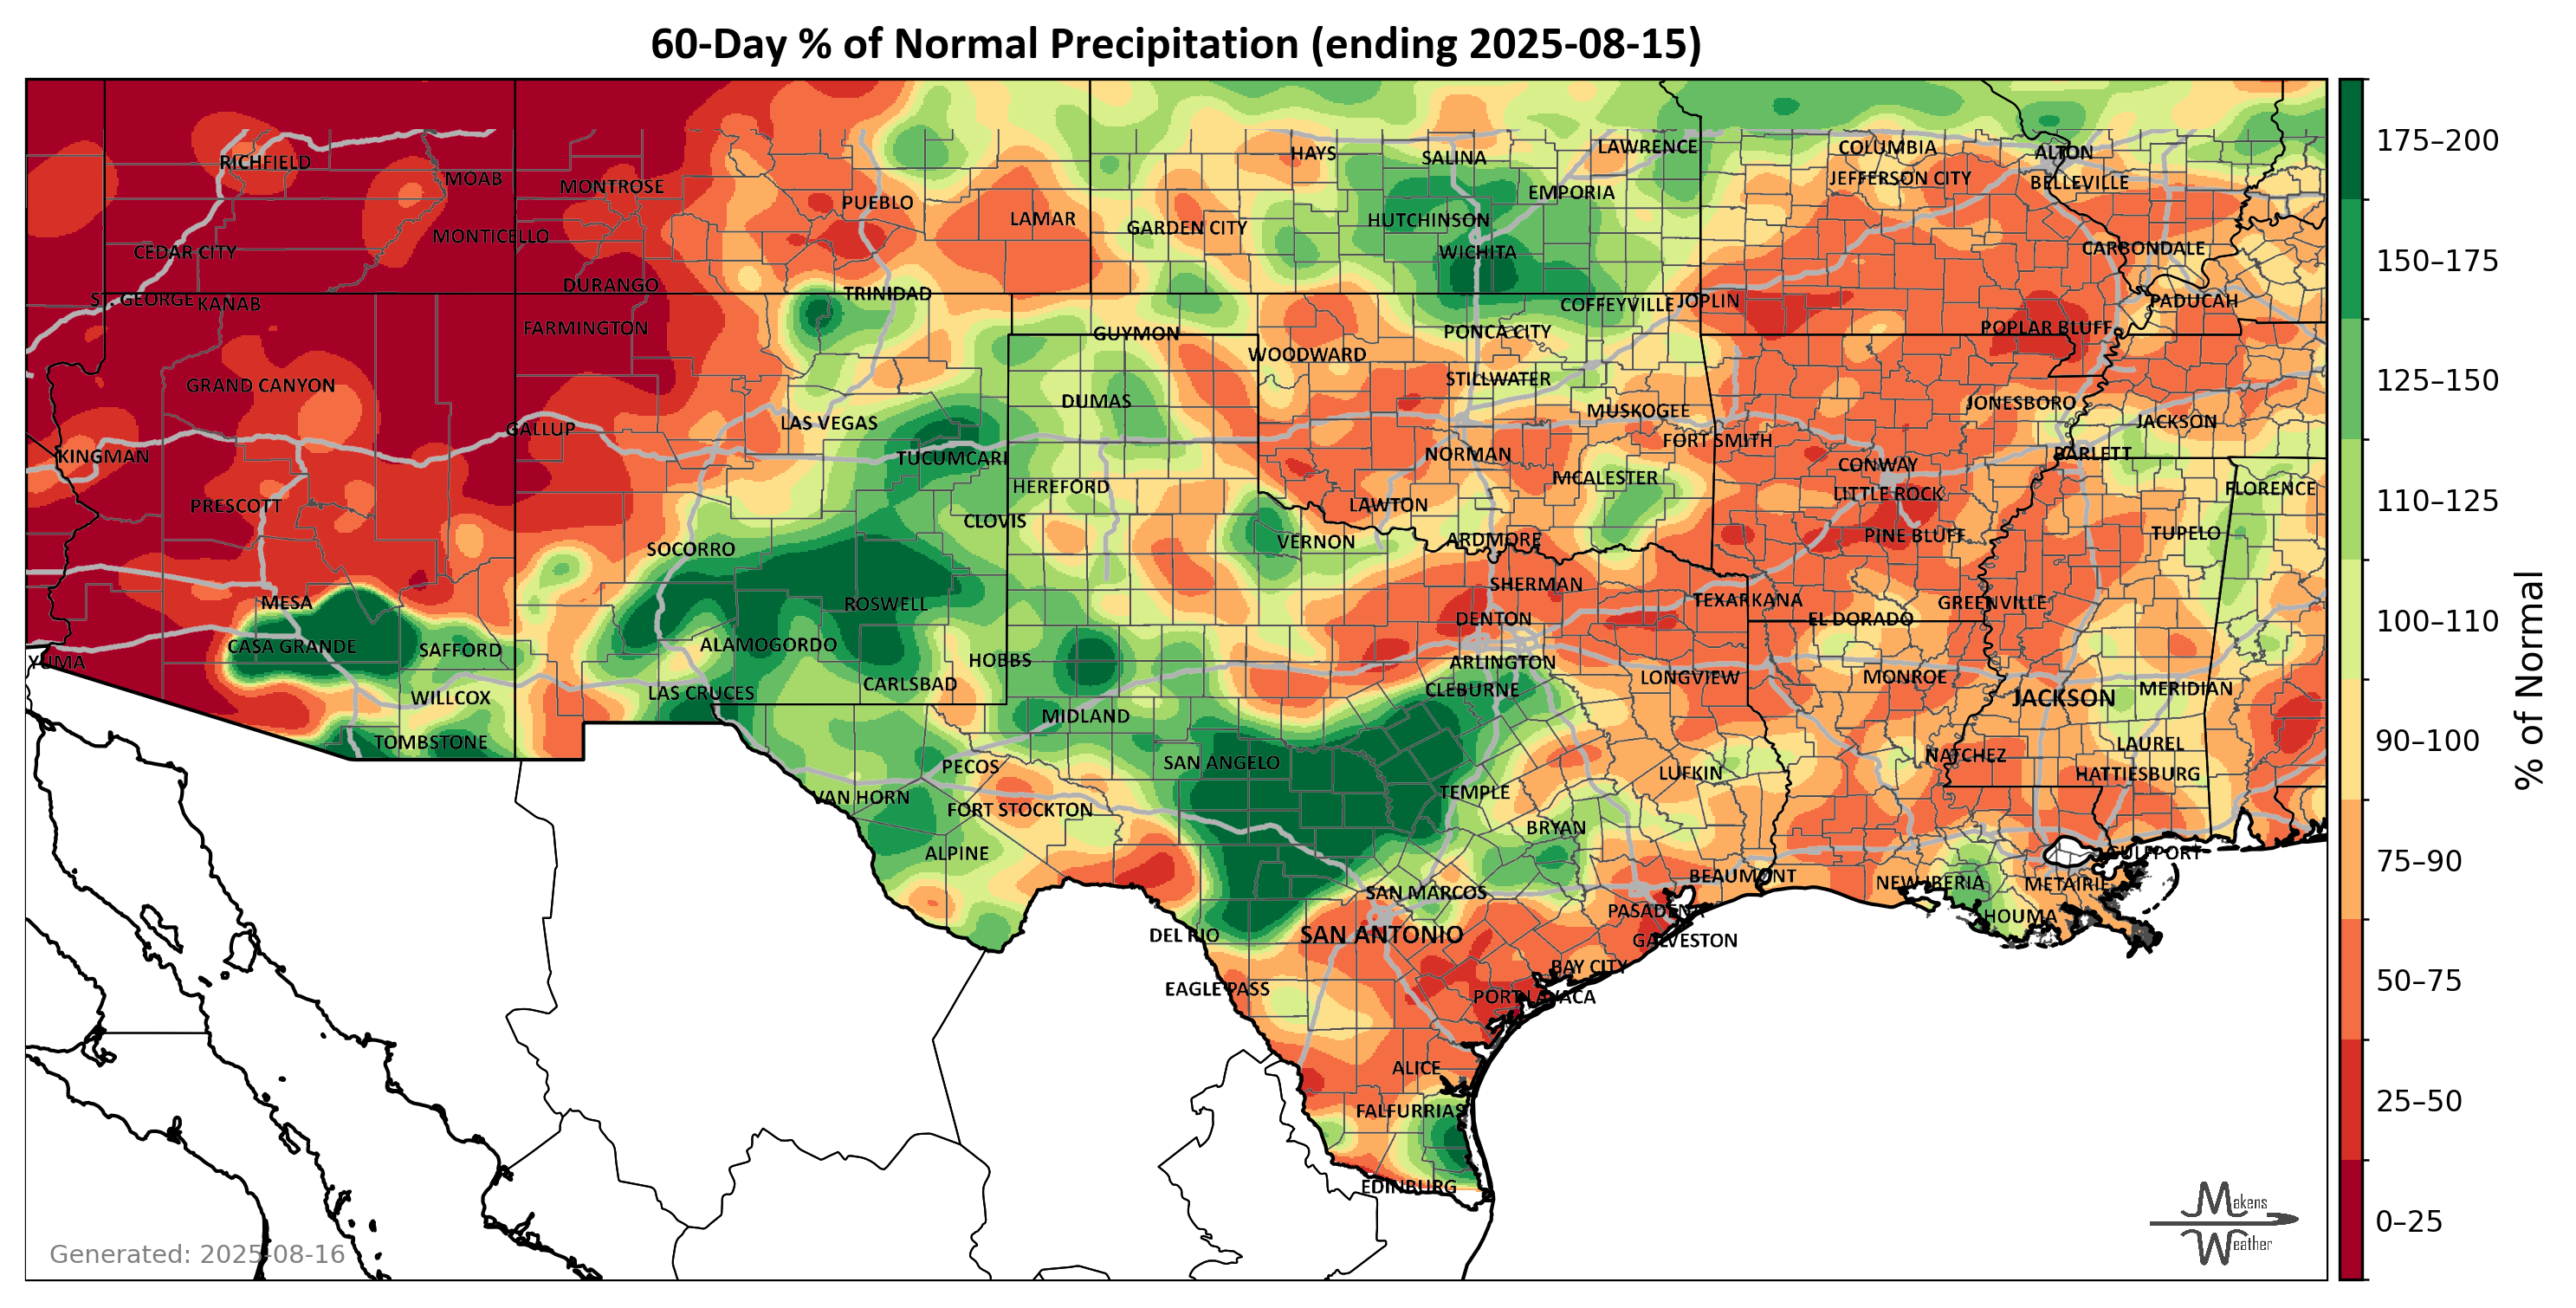 60-Day % of Normal Precipitation (ending 2025-08-15)
HAYS
SALINA
LAWRENCE
COLUMBIA
ALTON
RICHFIELD
MOAB
MONTROSE
JEFFERSON CITY
BELLEVILLE
PUEBLO
EMPORIA
LAMAR
GARDEN CITY
HUTCHINSON
MONTICELLO
CEDAR CITY
WICHITA
CARBONDALE
DURANGO
TRINIDAD
ST. GEORGE
KANAB
COFFEYVILLE
JOPLIN
PADUCAH
FARMINGTON
GUYMON
PONCA CITY
POPLAR BLUFF
WOODWARD
GRAND CANYON
STILLWATER
DUMAS
MUSKOGEE
JONESBORO
JACKSON
LAS VEGAS
GALLUP
FORT SMITH
KINGMAN
TUCUMCARI
NORMAN
BARLETT
CONWAY
MCALESTER
HEREFORD
FLORENCE
LITTLE ROCK
PRESCOTT
LAWTON
CLOVIS
TUPELO
PINE BLUFF
VERNON
ARDMORE
SOCORRO
SHERMAN
MESA
ROSWELL
TEXARKANA
GREENVILLE
DENTON
EL DORADO
CASA GRANDE
SAFFORD
ALAMOGORDO
YUMA
HOBBS
ARLINGTON
LONGVIEW
MONROE
WILLCOX
LAS CRUCES
CARLSBAD
CLEBURNE
JACKSON
MERIDIAN
MIDLAND
TOMBSTONE
LAUREL
NATCHEZ
PECOS
SAN ANGELO
LUFKIN
HATTIESBURG
VAN HORN
FORT STOCKTON
TEMPLE
BRYAN
ALPINE
GULFPORT
BEAUMONT
NEW IBERIA
METAIRIE
SAN MARCOS
PASADENA
HOUMA
DEL RIO
SAN ANTONIO
GALVESTON
BAY CITY
EAGLE PASS
PORT LAVACA
ALICE
FALFURRIAS
EDINBURG
175–200
150–175
125–150
110–125
100–110
90–100
75–90
50–75
25–50
0–25
% of Normal
Generated: 2025-08-16
Makens
Weather